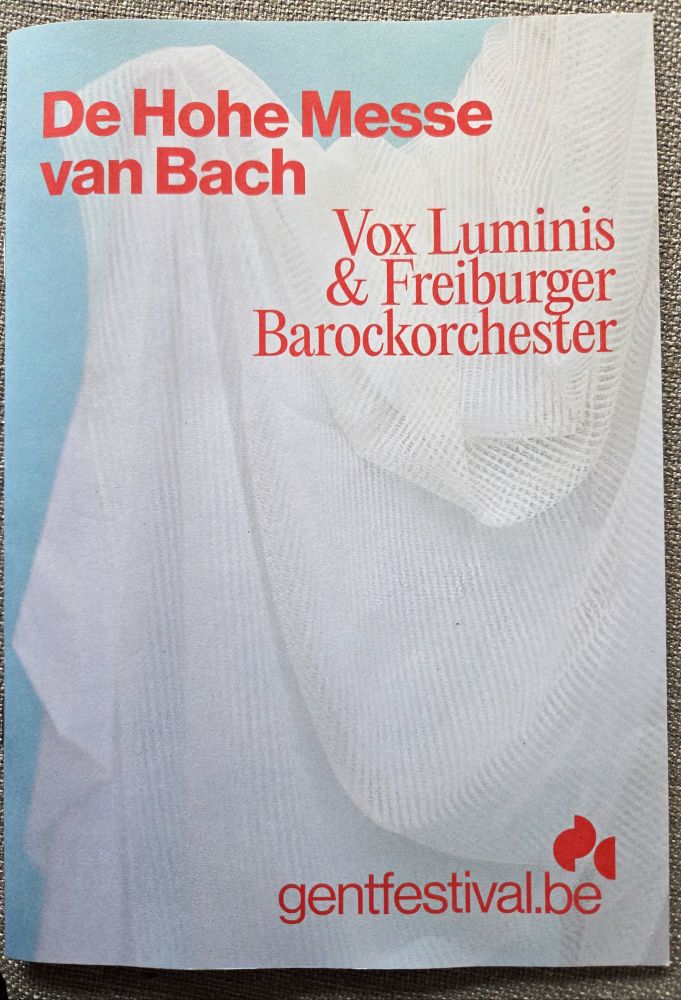 De Hohe Messe
van Bach
Vox Luminis
& Freiburger
Barockorchester
gentfestival.be